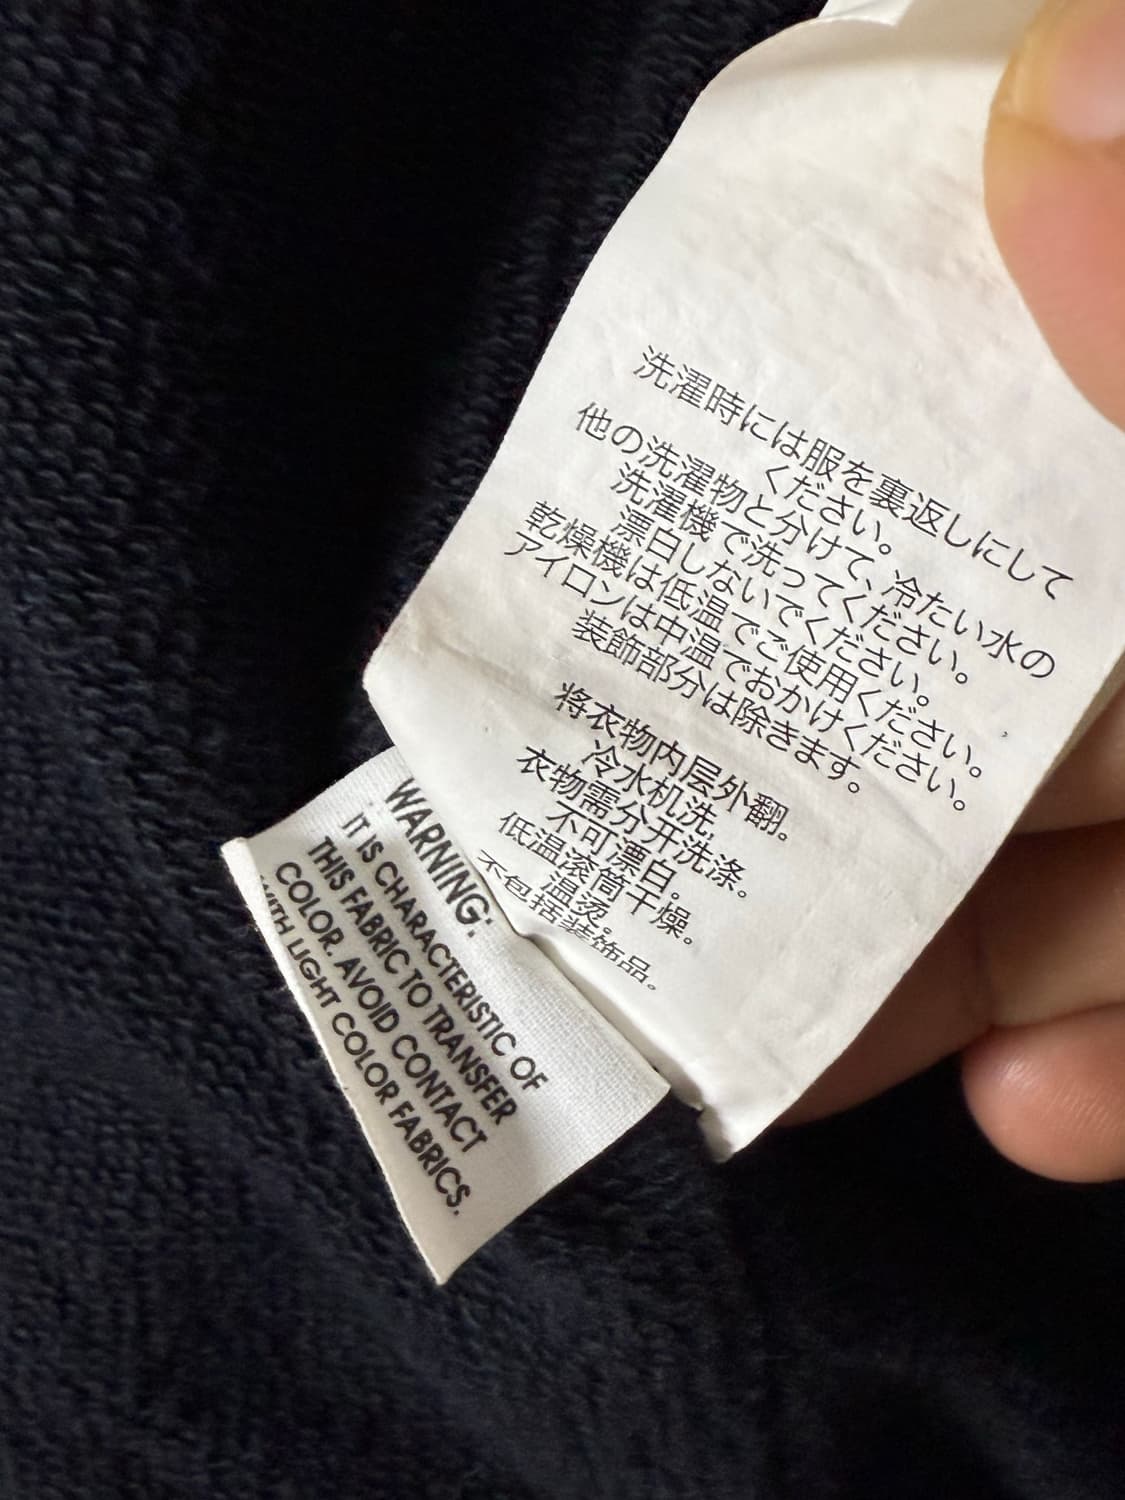 洗濯時には服を裏返しにして
ください。
他の洗濯物と分けて、冷たい水の
洗濯機で洗ってください。
漂白しないでください。
乾燥機は低温でご使用ください。
アイロンは中温でおかけください。
装飾部分は除きます。
将衣物内层外翻。
冷水机洗,
衣物需分开洗涤。
不可漂白。
低温滚筒干燥。
温烫。
不包括装饰品。
WARNING:
IT IS CHARACTERISTIC OF
THIS FABRIC TO TRANSFER
COLOR. AVOID CONTACT
WITH LIGHT COLOR FABRICS.